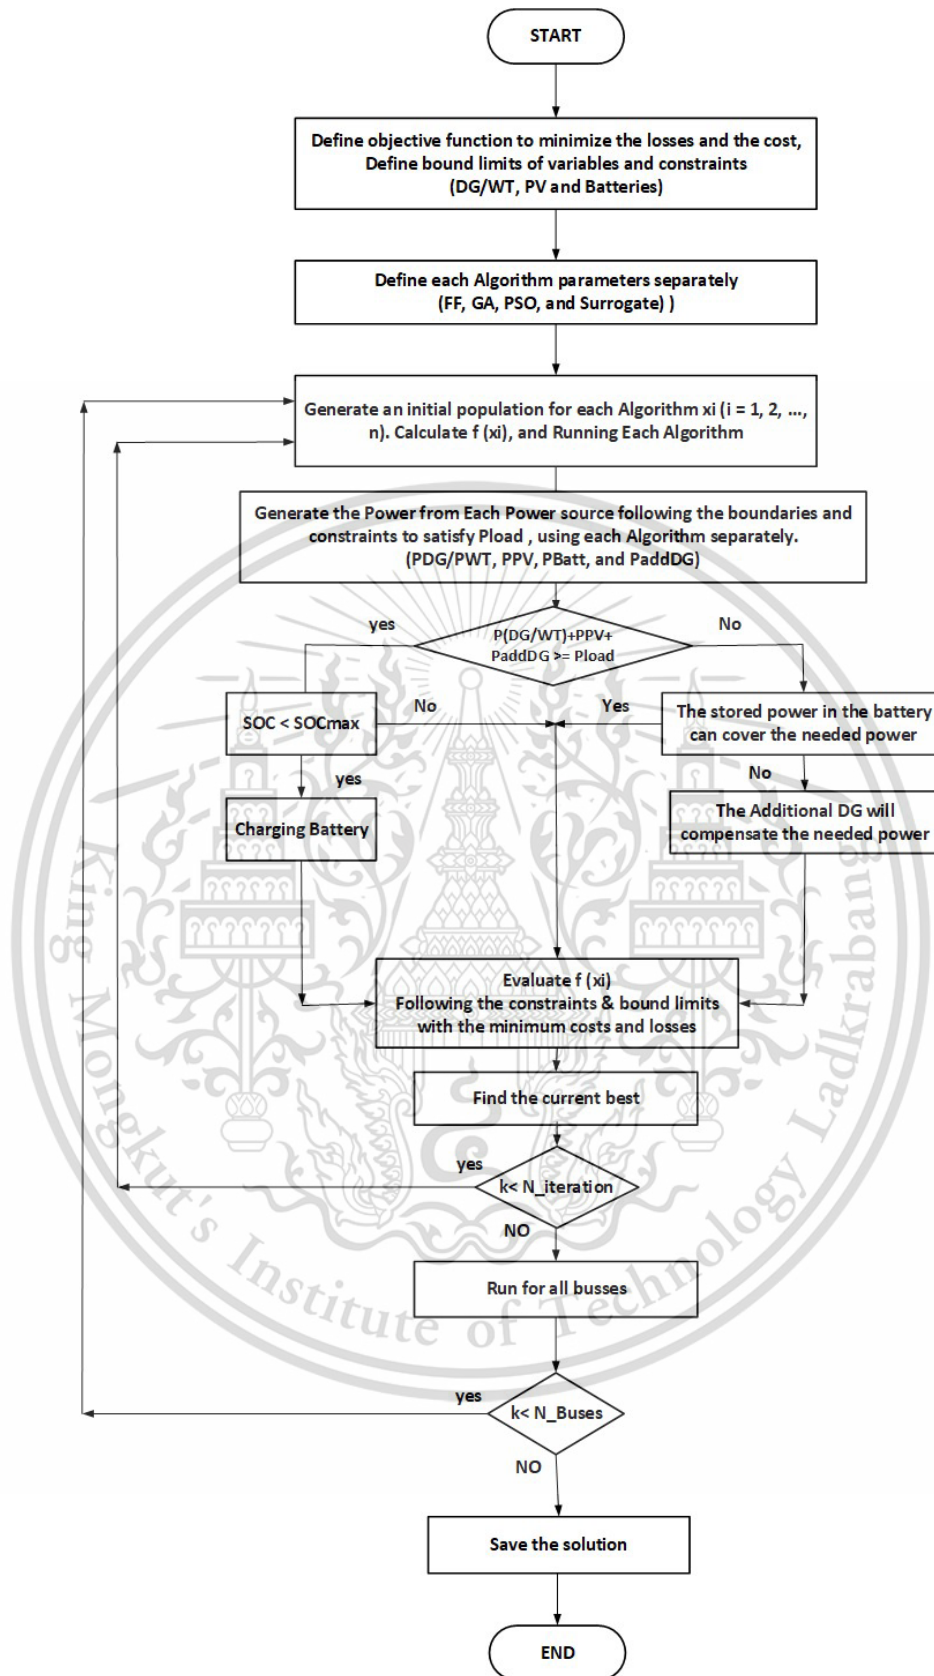 START
Define objective function to minimize the losses and the cost,
Define bound limits of variables and constraints
(DG/WT, PV and Batteries)
Define each Algorithm parameters separately
(FF, GA, PSO, and Surrogate) )
Generate an initial population for each Algorithm xi (i = 1, 2, ...,
n). Calculate f (xi), and Running Each Algorithm
Generate the Power from Each Power source following the boundaries and
constraints to satisfy Pload , using each Algorithm separately.
(PDG/PWT, PPV, PBatt, and PaddDG)
yes
P(DG/WT)+PPV+
PaddDG >= Pload
No
SOC < SOCmax
No
Yes
The stored power in the battery
can cover the needed power
yes
No
Charging Battery
The Additional DG will
compensate the needed power
Evaluate f (xi)
Following the constraints & bound limits
with the minimum costs and losses
Find the current best
yes
k< N_iteration
NO
Run for all busses
yes
k< N_Buses
NO
Save the solution
END
King Mongkut's Institute of Technology Ladkrabang